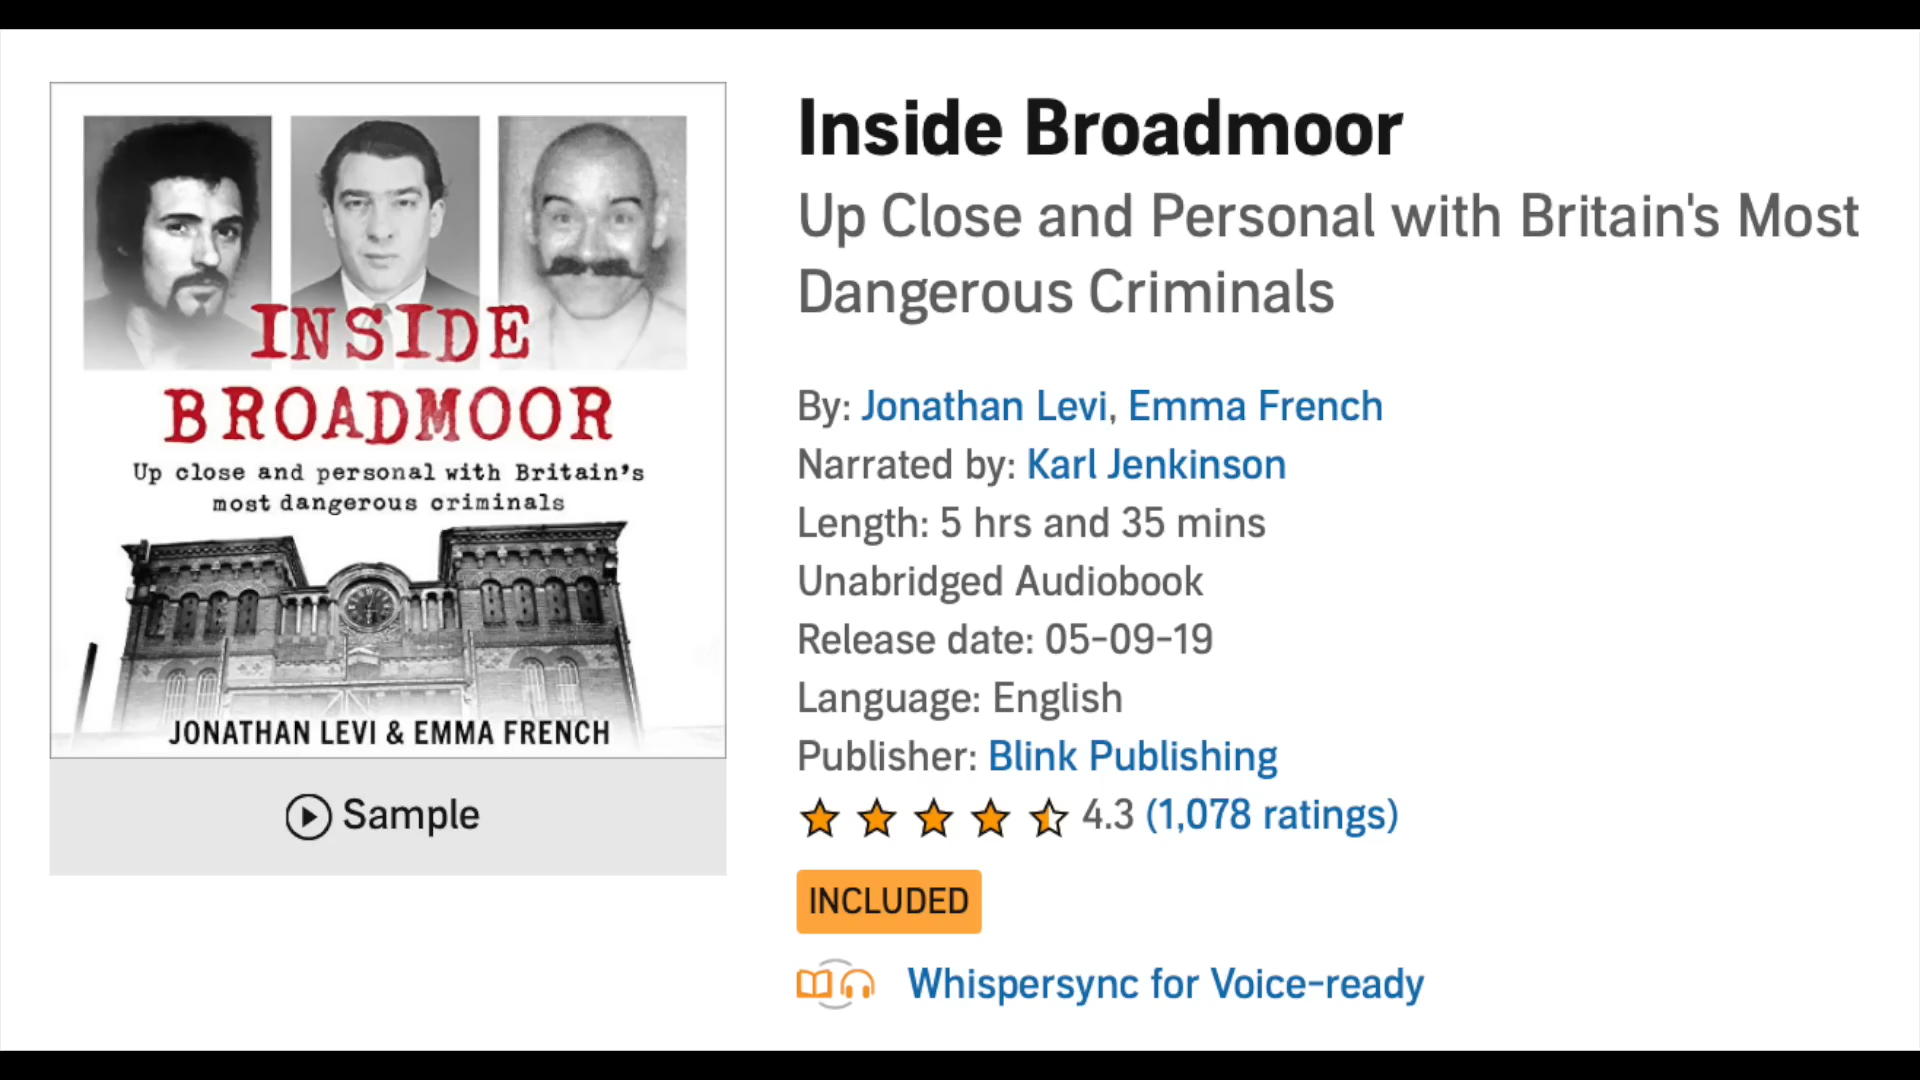 INSIDE
BROADMOOR
Up close and personal with Britain's
most dangerous criminals
JONATHAN LEVI & EMMA FRENCH
Sample
Inside Broadmoor
Up Close and Personal with Britain's Most
Dangerous Criminals
By: Jonathan Levi, Emma French
Narrated by: Karl Jenkinson
Length: 5 hrs and 35 mins
Unabridged Audiobook
Release date: 05-09-19
Language: English
Publisher: Blink Publishing
4.3 (1,078 ratings)
INCLUDED
Whispersync for Voice-ready